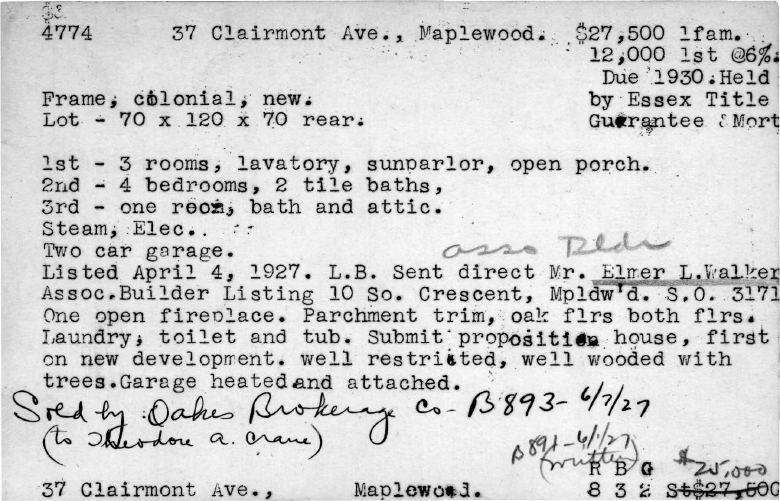 4774 37 Clairmont Ave., Maplewood. $27,500 1fam.
12,000 1st @6%.
Due 1930.Held
Frame, colonial, new. by Essex Title
Lot - 70 x 120 x 70 rear. Guarantee & Mort
1st - 3 rooms, lavatory, sunparlor, open porch.
2nd - 4 bedrooms, 2 tile baths,
3rd - one room, bath and attic.
Steam, Elec..
Two car garage. asso Bldr
Listed April 4, 1927. L.B. Sent direct Mr. Elmer L.Walker
Assoc.Builder Listing 10 So. Crescent, Mpldw'd. S.O. 3171
One open fireplace. Parchment trim, oak flrs both flrs.
Laundry, toilet and tub. Submit proposition house, first
on new development. well restricted, well wooded with
trees.Garage heated and attached.
Sold by Oakes Brokerage Co- B893- 6/7/27
(to Theodore A. Crane)
B891-6/1/27
(written) $25,000
R B G
37 Clairmont Ave., Maplewood. 8 3 2 St$27,500